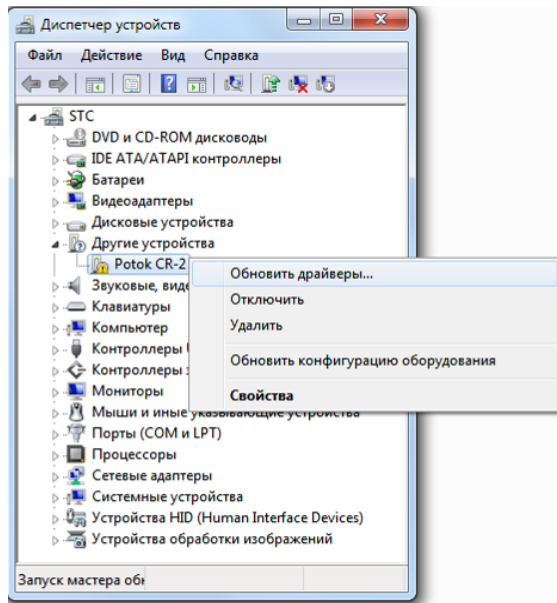 Диспетчер устройств
Файл Действие Вид Справка
STC
DVD и CD-ROM дисководы
IDE ATA/ATAPI контроллеры
Батареи
Видеоадаптеры
Дисковые устройства
Другие устройства
Potok CR-2
Обновить драйверы...
Отключить
Удалить
Обновить конфигурацию оборудования
Свойства
Звуковые, виде
Клавиатуры
Компьютер
Контроллеры
Контроллеры
Мониторы
Мыши и иные указывающие устройства
Порты (COM и LPT)
Процессоры
Сетевые адаптеры
Системные устройства
Устройства HID (Human Interface Devices)
Устройства обработки изображений
Запуск мастера обн